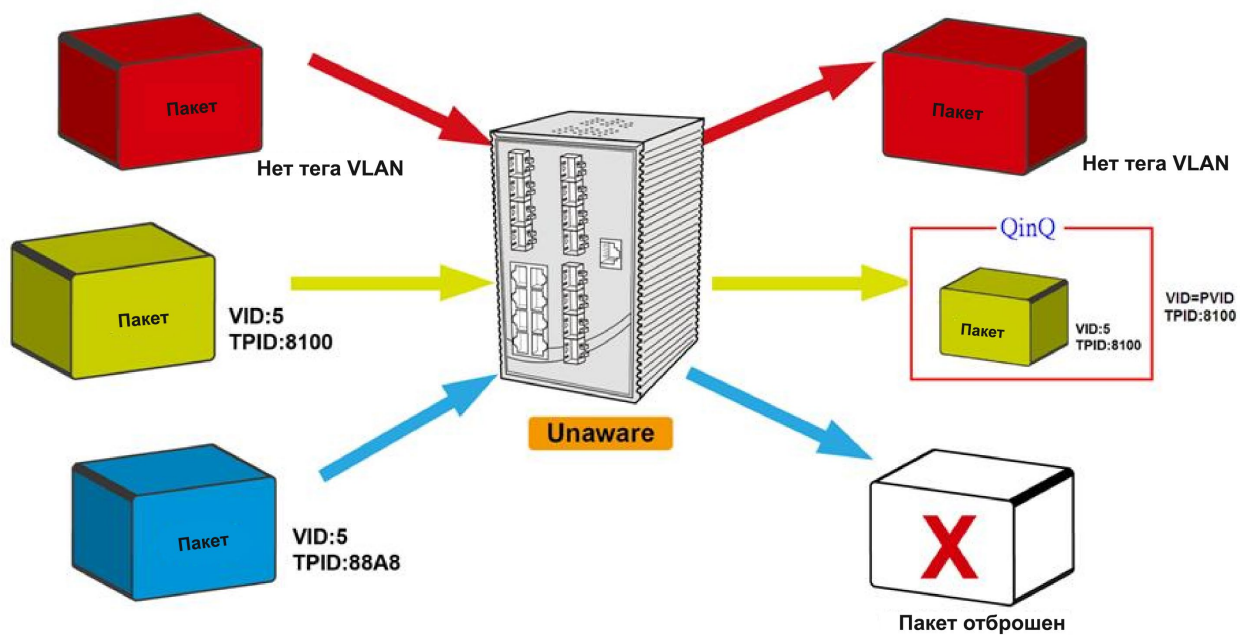 Пакет
Нет тега VLAN
Пакет
Нет тега VLAN
Пакет
VID:5
TPID:8100
QinQ
Пакет
VID:5
TPID:8100
VID=PVID
TPID:8100
Unaware
Пакет
VID:5
TPID:88A8
X
Пакет отброшен